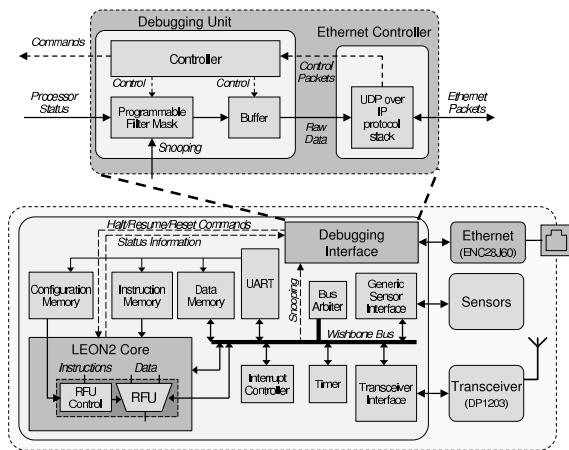 Debugging Unit
Ethernet Controller
Commands
Controller
Control
Packets
Control
Control
Processor
Status
Programmable
Filter Mask
Buffer
UDP over
IP
protocol
stack
Ethernet
Packets
Snooping
Raw
Data
Halt/Resume/Reset Commands
Status Information
Debugging
Interface
Ethernet
(ENC28J60)
Configuration
Memory
Instruction
Memory
Data
Memory
UART
Snooping
Bus
Arbiter
Generic
Sensor
Interface
Sensors
Wishbone Bus
LEON2 Core
Instructions
Data
RFU
Control
RFU
Interrupt
Controller
Timer
Transceiver
Interface
Transceiver
(DP1203)